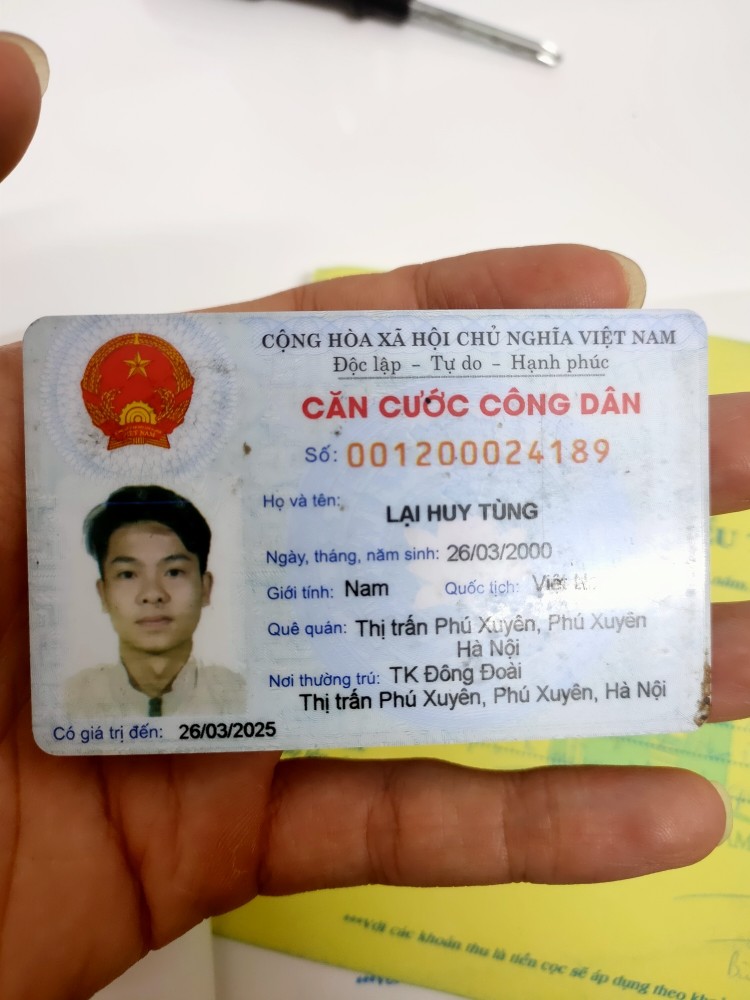 CỘNG HÒA XÃ HỘI CHỦ NGHĨA VIỆT NAM
Độc lập – Tự do – Hạnh phúc
CĂN CƯỚC CÔNG DÂN
Số: 001200024189
Họ và tên: LẠI HUY TÙNG
Ngày, tháng, năm sinh: 26/03/2000
Giới tính: Nam Quốc tịch: Việt
Quê quán: Thị trấn Phú Xuyên, Phú Xuyên
Hà Nội
Nơi thường trú: TK Đông Đoài
Thị trấn Phú Xuyên, Phú Xuyên, Hà Nội
Có giá trị đến: 26/03/2025
VIỆT NAM
***Với các khoản thu là tiền cọc sẽ áp dụng theo